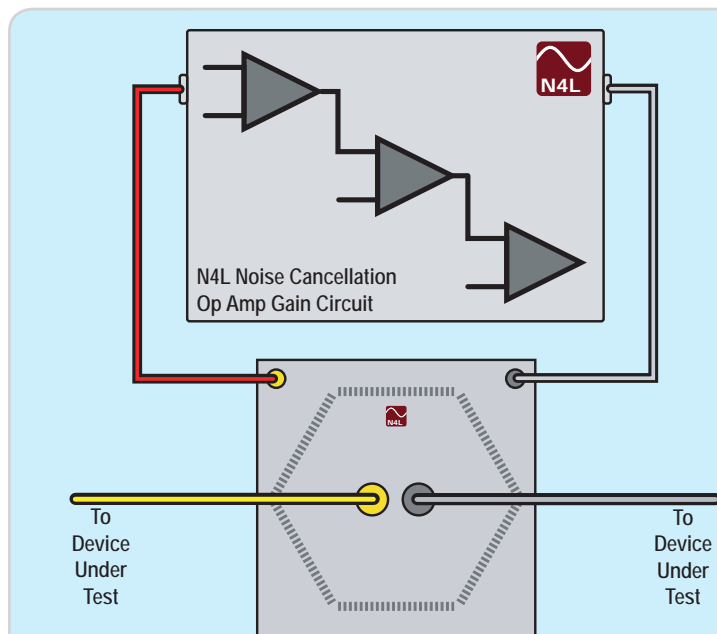 N4L
N4L Noise Cancellation
Op Amp Gain Circuit
N4L
To
Device
Under
Test
To
Device
Under
Test